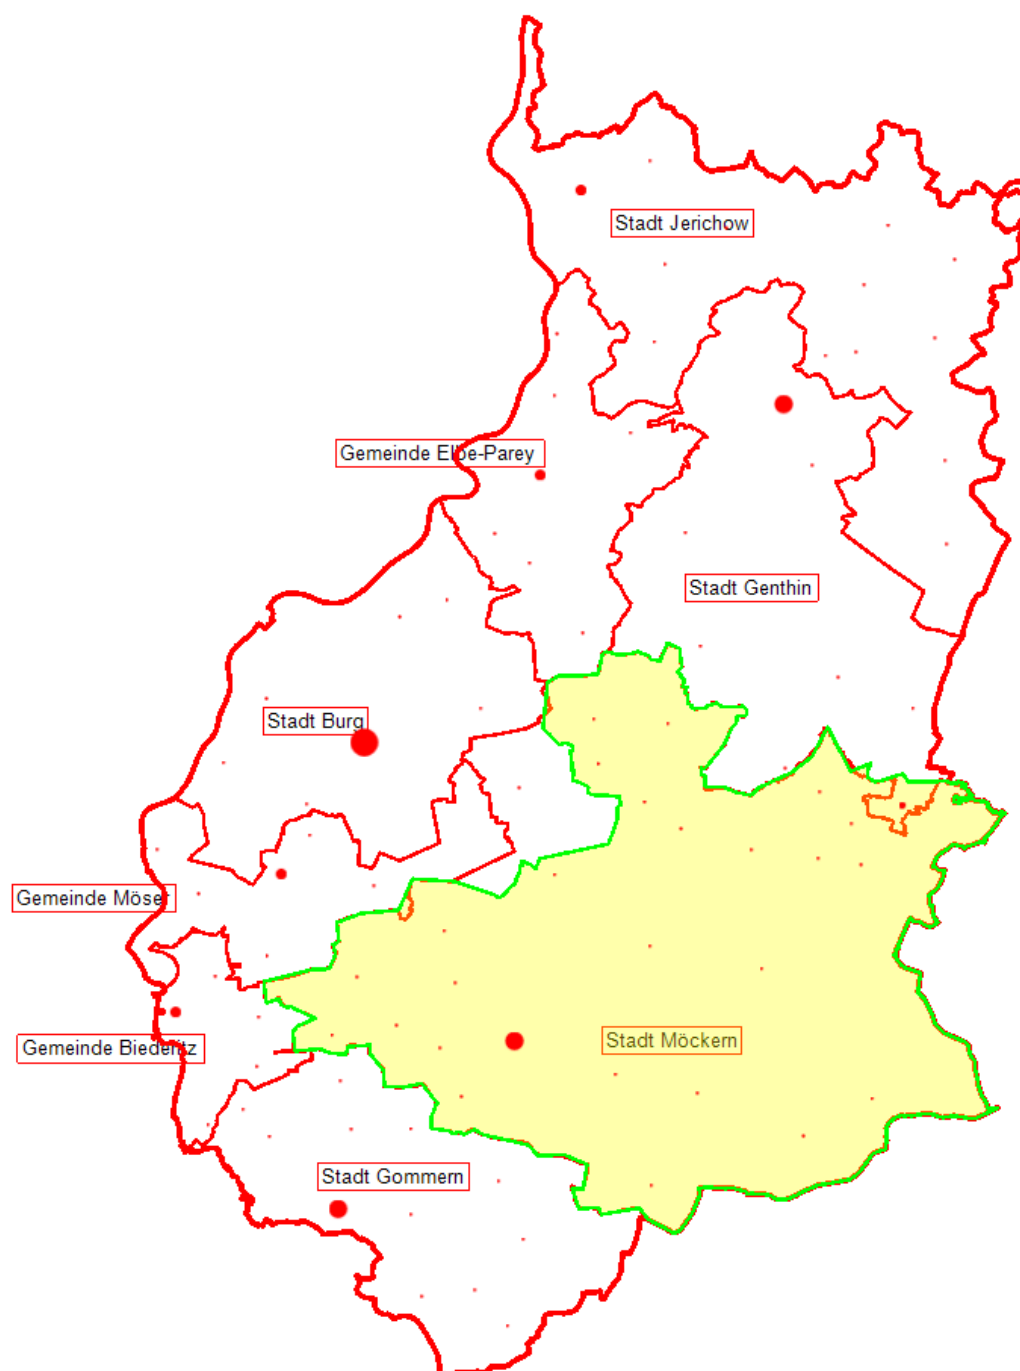 Stadt Jerichow
Gemeinde Elbe-Parey
Stadt Genthin
Stadt Burg
Gemeinde Möser
Stadt Möckern
Gemeinde Biederitz
Stadt Gommern